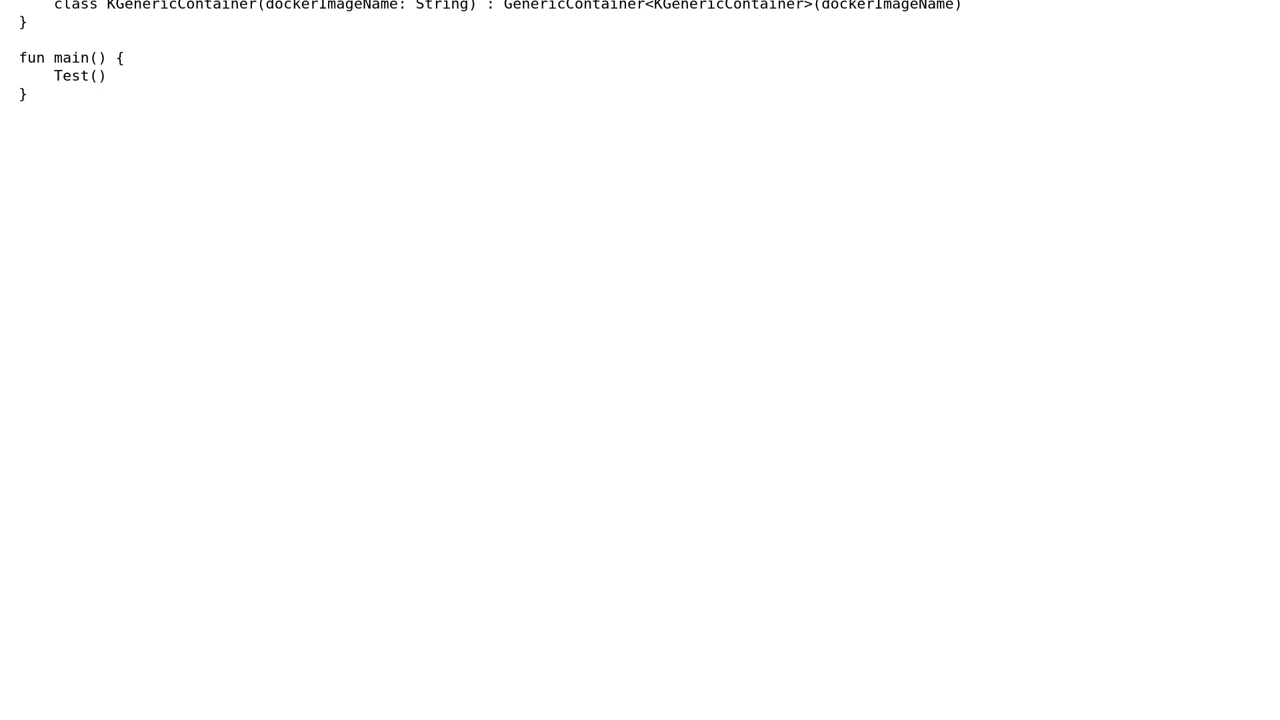 class KGenericContainer(dockerImageName: String) : GenericContainer<KGenericContainer>(dockerImageName)
}
fun main() {
Test()
}